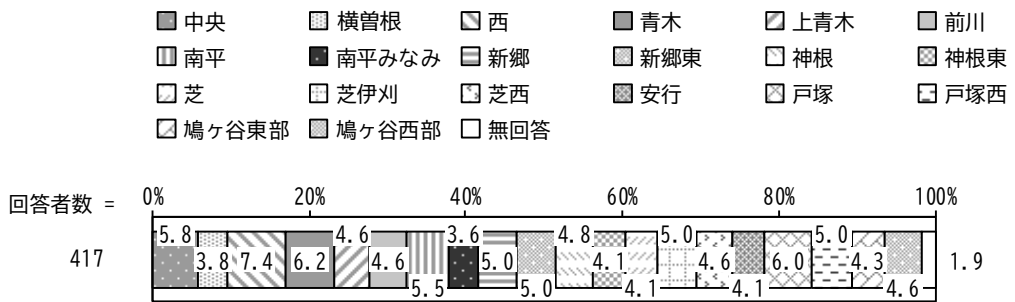 中央 横曽根 西 青木 上青木 前川
南平 南平みなみ 新郷 新郷東 神根 神根東
芝 芝伊刈 芝西 安行 戸塚 戸塚西
鳩ヶ谷東部 鳩ヶ谷西部 無回答
回答者数 = 0% 20% 40% 60% 80% 100%
5.8 4.6 3.6 4.8 5.0 5.0
417 3.8 7.4 6.2 4.6 5.0 4.1 4.6 6.0 4.3 1.9
5.5 5.0 4.1 4.1 4.6